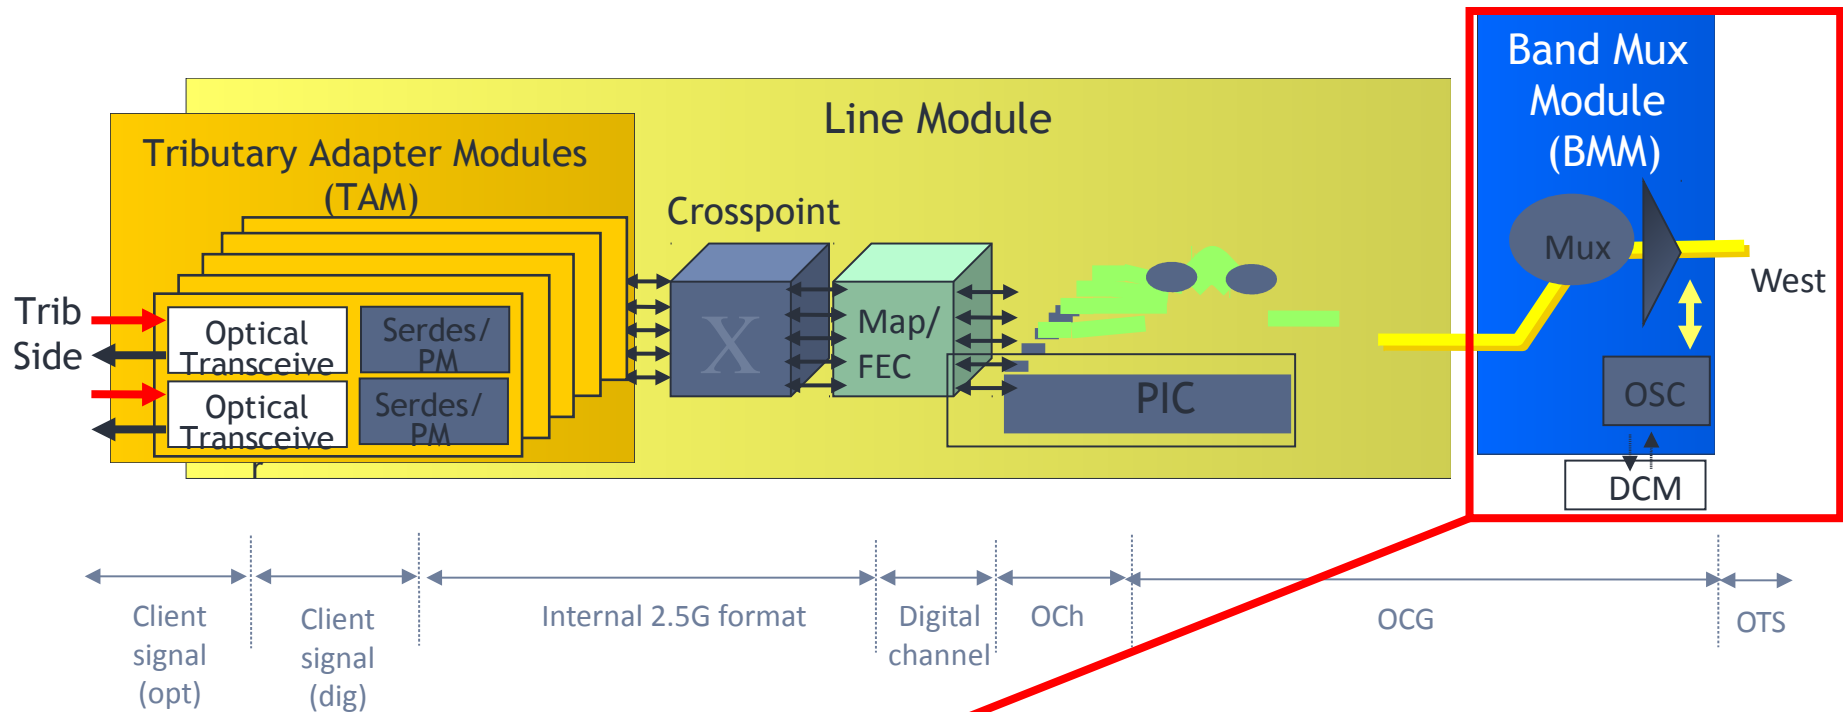 Band Mux
Module
(BMM)
Line Module
Tributary Adapter Modules
(TAM)
Crosspoint
Trib
Side
Optical
Transceive
Serdes/
PM
Optical
Transceive
Serdes/
PM
X
Map/
FEC
PIC
Mux
West
OSC
DCM
Client
signal
(opt)
Client
signal
(dig)
Internal 2.5G format
Digital
channel
OCh
OCG
OTS